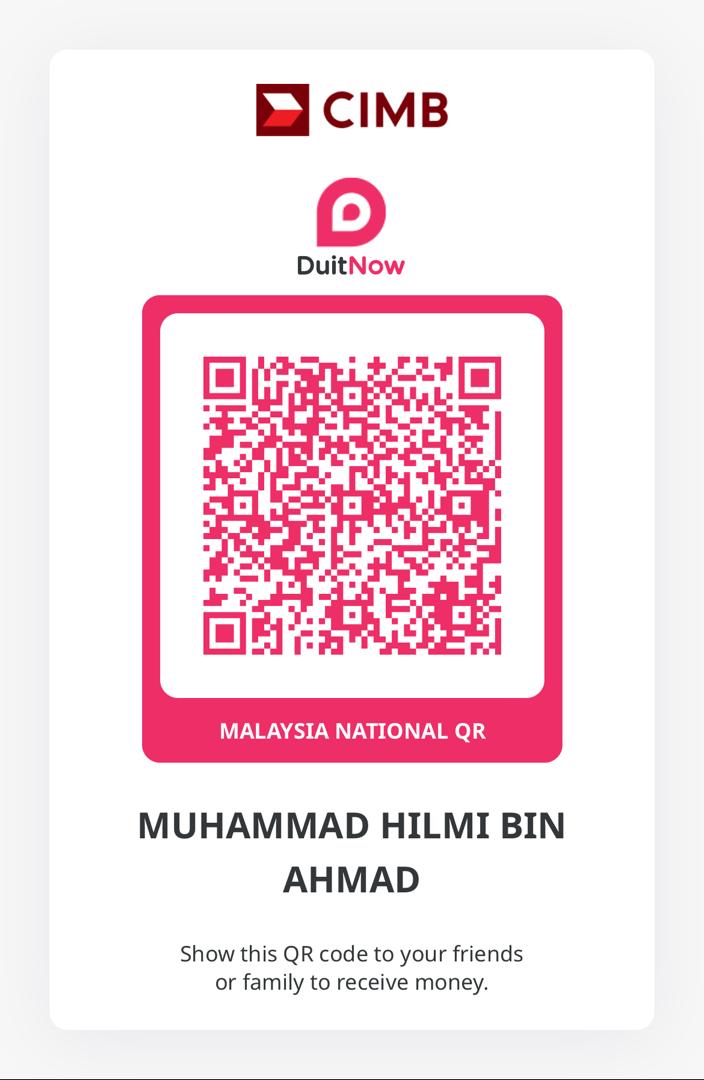 CIMB
DuitNow
MALAYSIA NATIONAL QR
MUHAMMAD HILMI BIN
AHMAD
Show this QR code to your friends
or family to receive money.